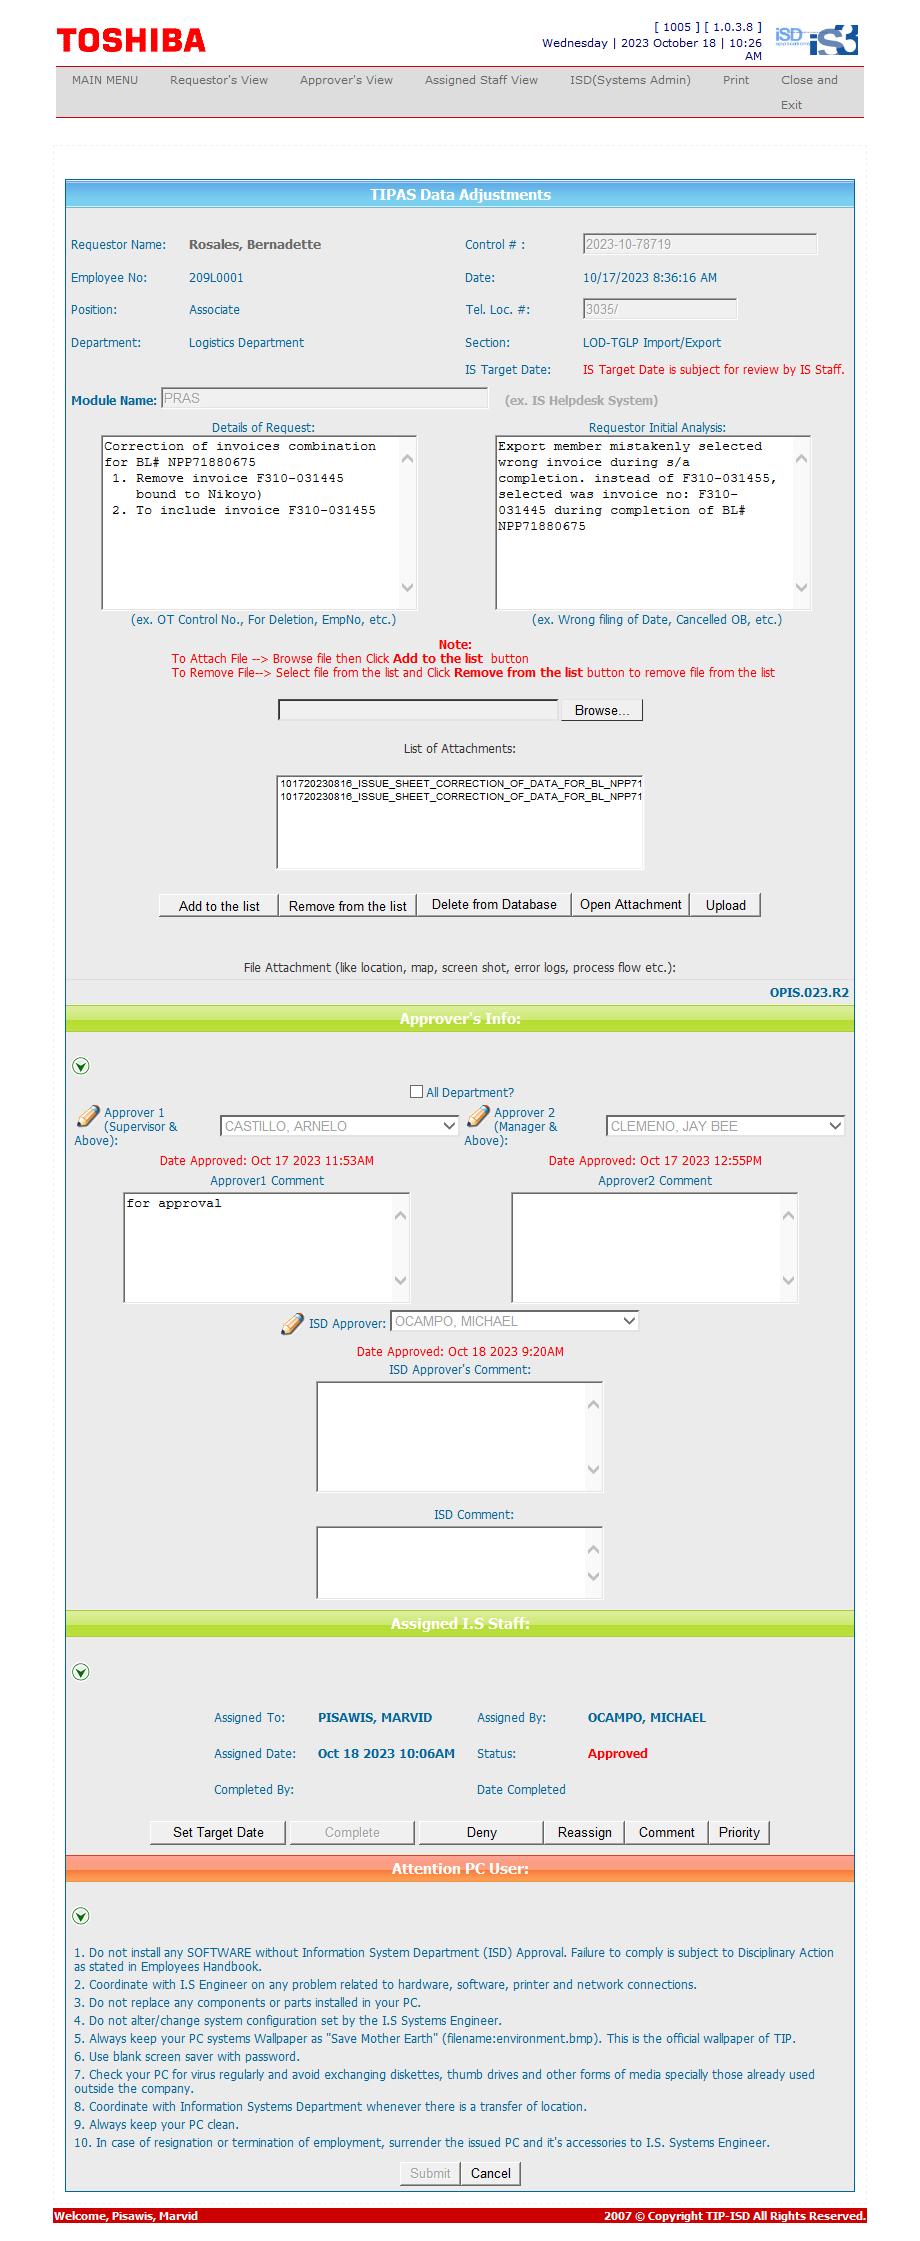 TOSHIBA
[ 1005 ] [ 1.0.3.8 ]
Wednesday | 2023 October 18 | 10:26
AM
ISD
iS3
MAIN MENU Requestor's View Approver's View Assigned Staff View ISD(Systems Admin) Print Close and
Exit
TIPAS Data Adjustments
Requestor Name: Rosales, Bernadette Control # : 2023-10-78719
Employee No: 209L0001 Date: 10/17/2023 8:36:16 AM
Position: Associate Tel. Loc. #: 3035/
Department: Logistics Department Section: LOD-TGLP Import/Export
IS Target Date: IS Target Date is subject for review by IS Staff.
Module Name: PRAS (ex. IS Helpdesk System)
Details of Request:
Correction of invoices combination
for BL# NPP71880675
1. Remove invoice F310-031445
bound to Nikoyo)
2. To include invoice F310-031455
(ex. OT Control No., For Deletion, EmpNo, etc.)
Requestor Initial Analysis:
Export member mistakenly selected
wrong invoice during s/a
completion. instead of F310-031455,
selected was invoice no: F310-
031445 during completion of BL#
NPP71880675
(ex. Wrong filing of Date, Cancelled OB, etc.)
Note:
To Attach File --> Browse file then Click Add to the list button
To Remove File--> Select file from the list and Click Remove from the list button to remove file from the list
Browse...
List of Attachments:
101720230816_ISSUE_SHEET_CORRECTION_OF_DATA_FOR_BL_NPP71
101720230816_ISSUE_SHEET_CORRECTION_OF_DATA_FOR_BL_NPP71
Add to the list Remove from the list Delete from Database Open Attachment Upload
File Attachment (like location, map, screen shot, error logs, process flow etc.):
OPIS.023.R2
Approver's Info:
All Department?
Approver 1
(Supervisor &
Above):
CASTILLO, ARNELO
Approver 2
(Manager &
Above):
CLEMENO, JAY BEE
Date Approved: Oct 17 2023 11:53AM Date Approved: Oct 17 2023 12:55PM
Approver1 Comment Approver2 Comment
for approval
ISD Approver: OCAMPO, MICHAEL
Date Approved: Oct 18 2023 9:20AM
ISD Approver's Comment:
ISD Comment:
Assigned I.S Staff:
Assigned To: PISAWIS, MARVID Assigned By: OCAMPO, MICHAEL
Assigned Date: Oct 18 2023 10:06AM Status: Approved
Completed By: Date Completed
Set Target Date Complete Deny Reassign Comment Priority
Attention PC User:
1. Do not install any SOFTWARE without Information System Department (ISD) Approval. Failure to comply is subject to Disciplinary Action
as stated in Employees Handbook.
2. Coordinate with I.S Engineer on any problem related to hardware, software, printer and network connections.
3. Do not replace any components or parts installed in your PC.
4. Do not alter/change system configuration set by the I.S Systems Engineer.
5. Always keep your PC systems Wallpaper as "Save Mother Earth" (filename:environment.bmp). This is the official wallpaper of TIP.
6. Use blank screen saver with password.
7. Check your PC for virus regularly and avoid exchanging diskettes, thumb drives and other forms of media specially those already used
outside the company.
8. Coordinate with Information Systems Department whenever there is a transfer of location.
9. Always keep your PC clean.
10. In case of resignation or termination of employment, surrender the issued PC and it's accessories to I.S. Systems Engineer.
Submit Cancel
Welcome, Pisawis, Marvid 2007 © Copyright TIP-ISD All Rights Reserved.